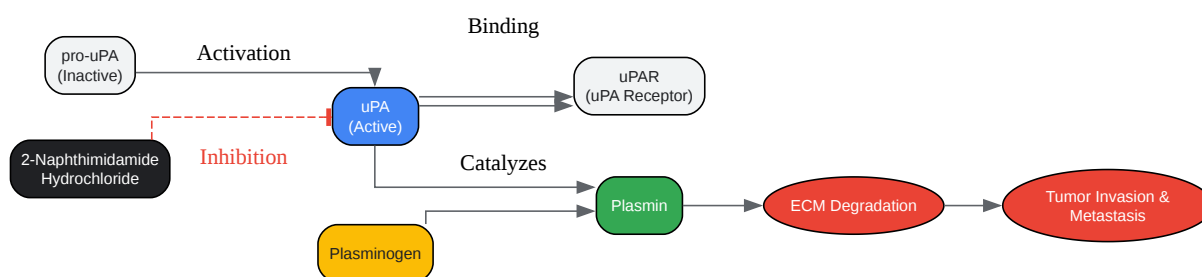 Binding
Activation
pro-uPA
(Inactive)
uPAR
(uPA Receptor)
uPA
(Active)
2-Naphthimidamide
Hydrochloride
Inhibition
Catalyzes
Plasmin
ECM Degradation
Tumor Invasion &
Metastasis
Plasminogen